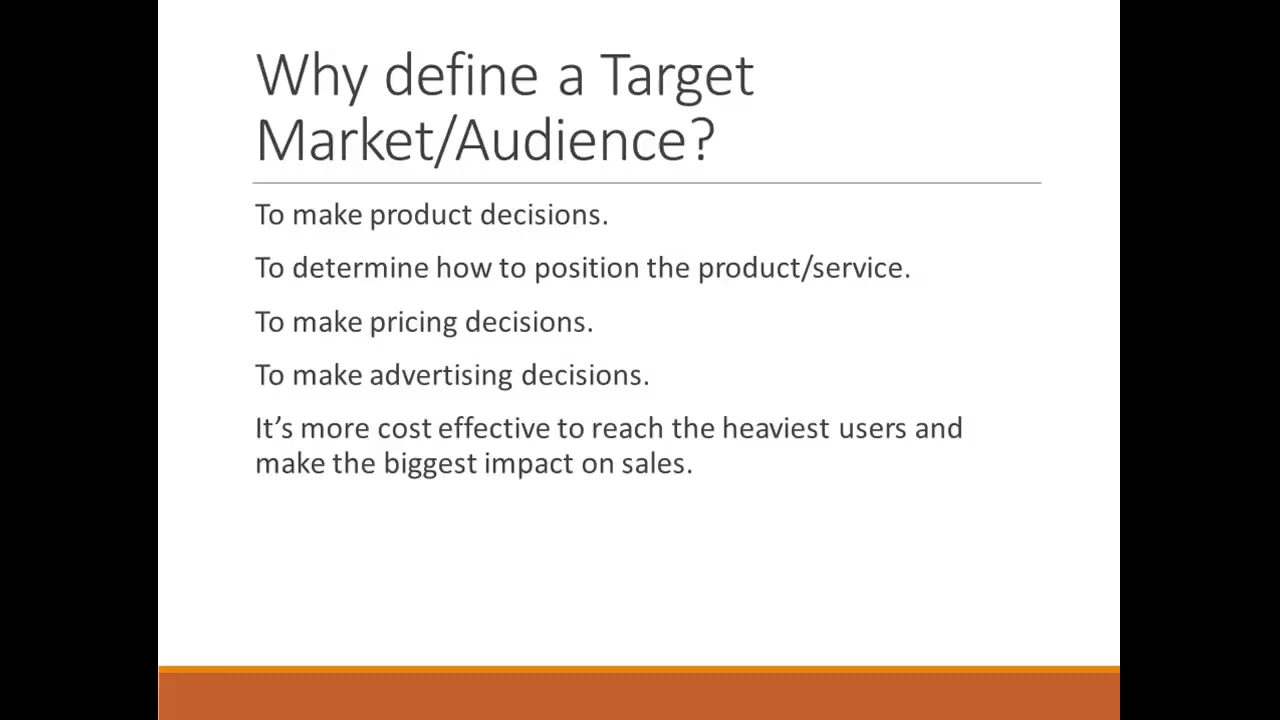 Why define a Target
Market/Audience?
To make product decisions.
To determine how to position the product/service.
To make pricing decisions.
To make advertising decisions.
It’s more cost effective to reach the heaviest users and
make the biggest impact on sales.